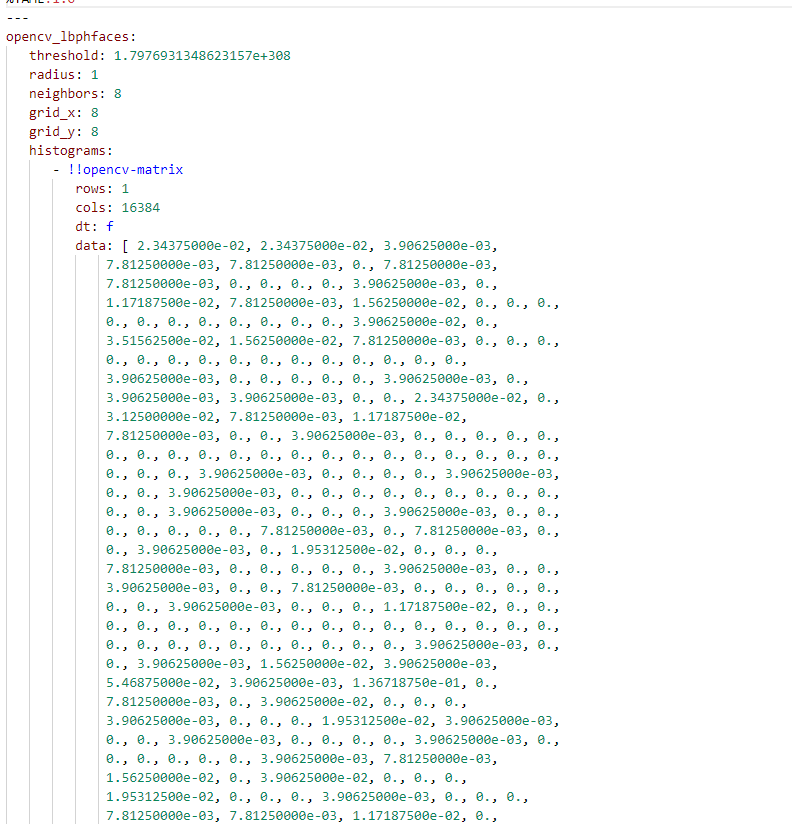 %YAML:1.0
---
opencv_lbphfaces:
threshold: 1.7976931348623157e+308
radius: 1
neighbors: 8
grid_x: 8
grid_y: 8
histograms:
- !!opencv-matrix
rows: 1
cols: 16384
dt: f
data: [ 2.34375000e-02, 2.34375000e-02, 3.90625000e-03,
7.81250000e-03, 7.81250000e-03, 0., 7.81250000e-03,
7.81250000e-03, 0., 0., 0., 0., 3.90625000e-03, 0.,
1.17187500e-02, 7.81250000e-03, 1.56250000e-02, 0., 0., 0.,
0., 0., 0., 0., 0., 0., 0., 0., 3.90625000e-02, 0.,
3.51562500e-02, 1.56250000e-02, 7.81250000e-03, 0., 0., 0.,
0., 0., 0., 0., 0., 0., 0., 0., 0., 0., 0., 0.,
3.90625000e-03, 0., 0., 0., 0., 0., 3.90625000e-03, 0.,
3.90625000e-03, 3.90625000e-03, 0., 0., 2.34375000e-02, 0.,
3.12500000e-02, 7.81250000e-03, 1.17187500e-02,
7.81250000e-03, 0., 0., 3.90625000e-03, 0., 0., 0., 0., 0.,
0., 0., 0., 0., 0., 0., 0., 0., 0., 0., 0., 0., 0., 0., 0.,
0., 0., 0., 3.90625000e-03, 0., 0., 0., 0., 3.90625000e-03,
0., 0., 3.90625000e-03, 0., 0., 0., 0., 0., 0., 0., 0., 0.,
0., 0., 3.90625000e-03, 0., 0., 0., 3.90625000e-03, 0., 0.,
0., 0., 0., 0., 0., 7.81250000e-03, 0., 7.81250000e-03, 0.,
0., 3.90625000e-03, 0., 1.95312500e-02, 0., 0., 0.,
7.81250000e-03, 0., 0., 0., 0., 0., 3.90625000e-03, 0., 0.,
3.90625000e-03, 0., 0., 7.81250000e-03, 0., 0., 0., 0., 0.,
0., 0., 3.90625000e-03, 0., 0., 0., 1.17187500e-02, 0., 0.,
0., 0., 0., 0., 0., 0., 0., 0., 0., 0., 0., 0., 0., 0., 0.,
0., 0., 0., 0., 0., 0., 0., 0., 0., 0., 3.90625000e-03, 0.,
0., 3.90625000e-03, 1.56250000e-02, 3.90625000e-03,
5.46875000e-02, 3.90625000e-03, 1.36718750e-01, 0.,
7.81250000e-03, 0., 3.90625000e-02, 0., 0., 0.,
3.90625000e-03, 0., 0., 0., 1.95312500e-02, 3.90625000e-03,
0., 0., 3.90625000e-03, 0., 0., 0., 0., 3.90625000e-03, 0.,
0., 0., 0., 0., 0., 3.90625000e-03, 7.81250000e-03,
1.56250000e-02, 0., 3.90625000e-02, 0., 0., 0.,
1.95312500e-02, 0., 0., 0., 3.90625000e-03, 0., 0., 0.,
7.81250000e-03, 7.81250000e-03, 1.17187500e-02, 0.,